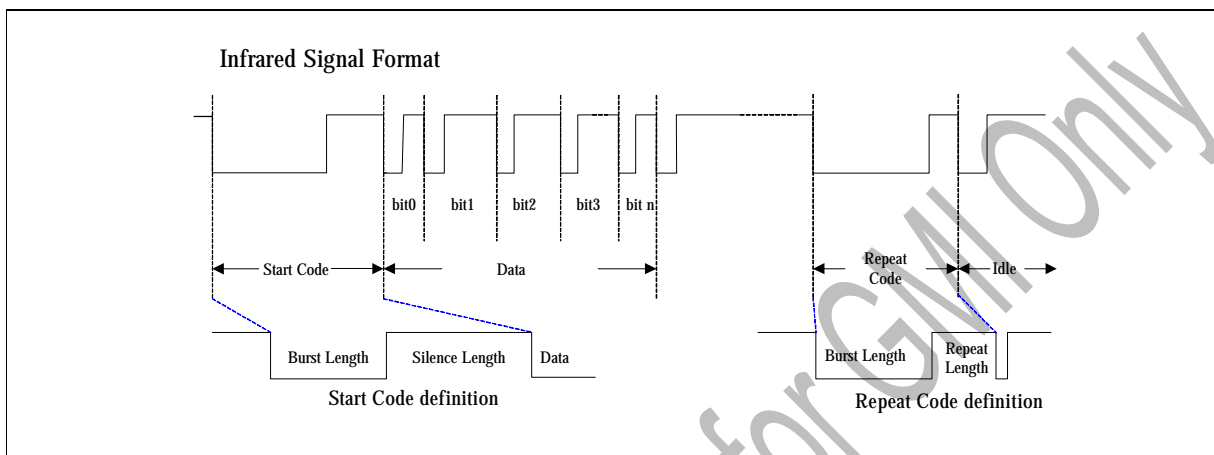 Infrared Signal Format
bit0 bit1 bit2 bit3 bit n
Start Code Data Repeat Code Idle
Burst Length Silence Length Data Burst Length Repeat Length
Start Code definition Repeat Code definition
for GMI Only